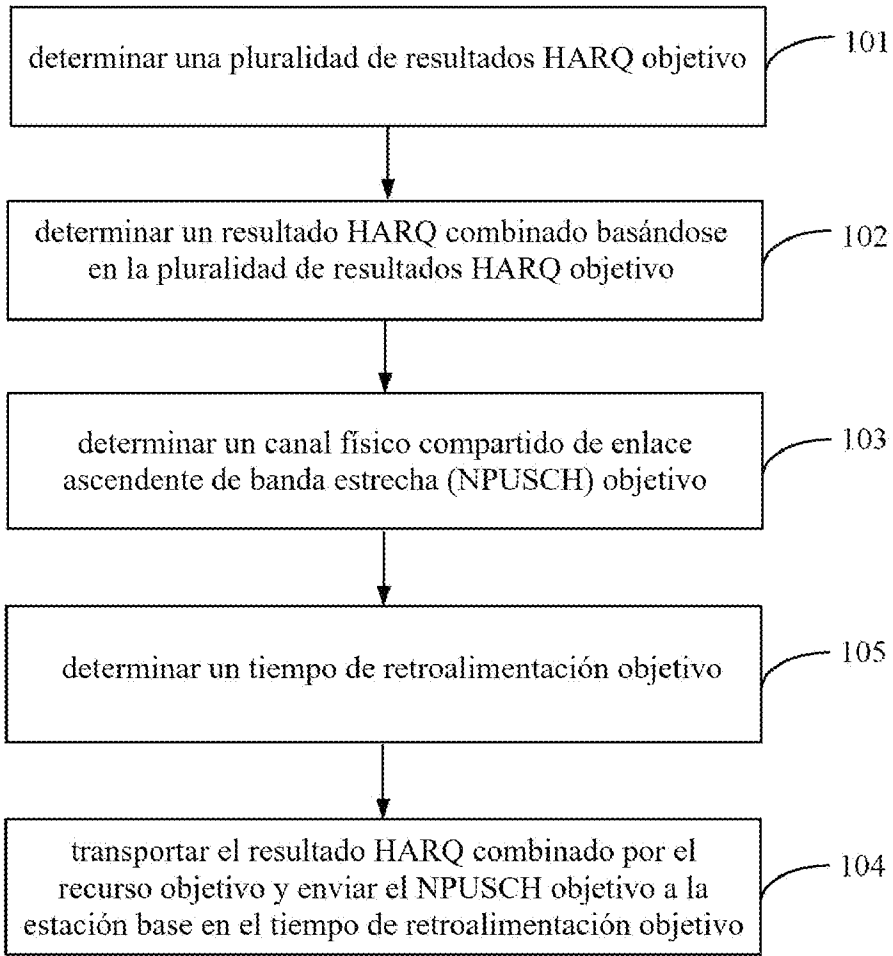 determinar una pluralidad de resultados HARQ objetivo
101
determinar un resultado HARQ combinado basándose
en la pluralidad de resultados HARQ objetivo
102
determinar un canal físico compartido de enlace
ascendente de banda estrecha (NPUSCH) objetivo
103
determinar un tiempo de retroalimentación objetivo
105
transportar el resultado HARQ combinado por el
recurso objetivo y enviar el NPUSCH objetivo a la
estación base en el tiempo de retroalimentación objetivo
104